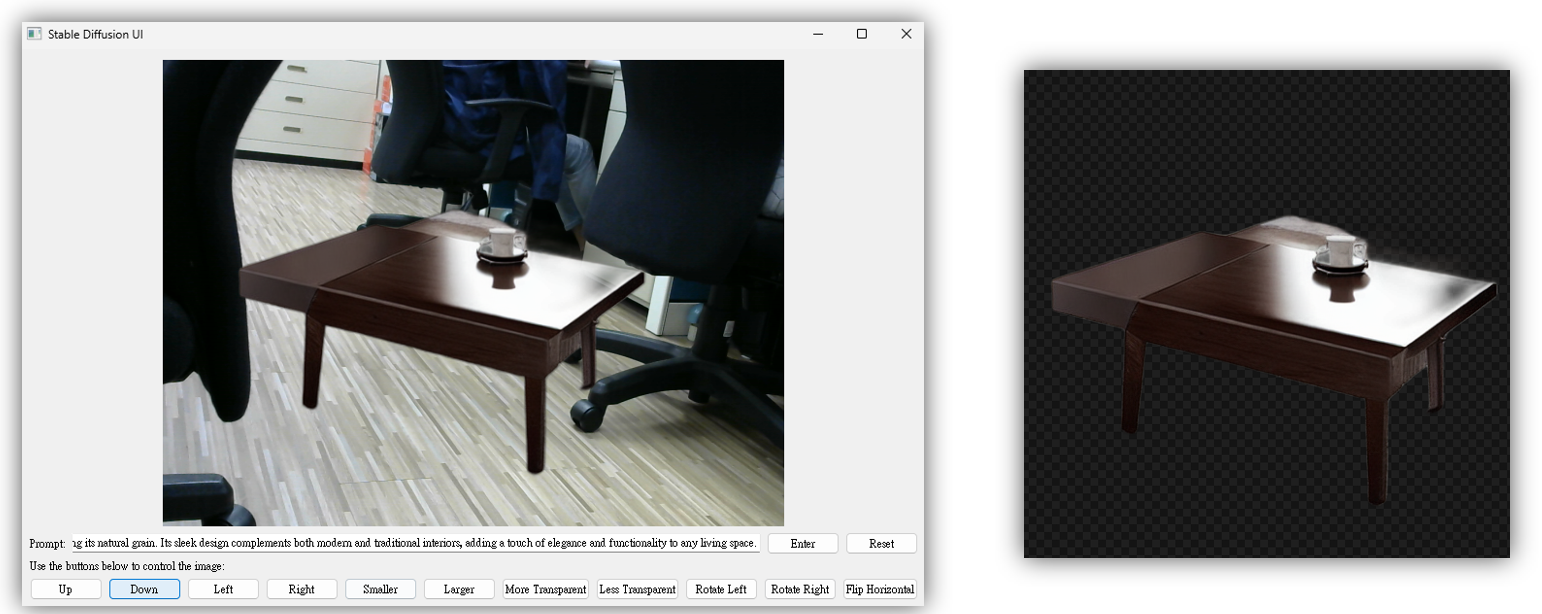 Stable Diffusion UI
Prompt: its natural grain. Its sleek design complements both modern and traditional interiors, adding a touch of elegance and functionality to any living space. Enter Reset
Use the buttons below to control the image:
Up Down Left Right Smaller Larger More Transparent Less Transparent Rotate Left Rotate Right Flip Horizontal